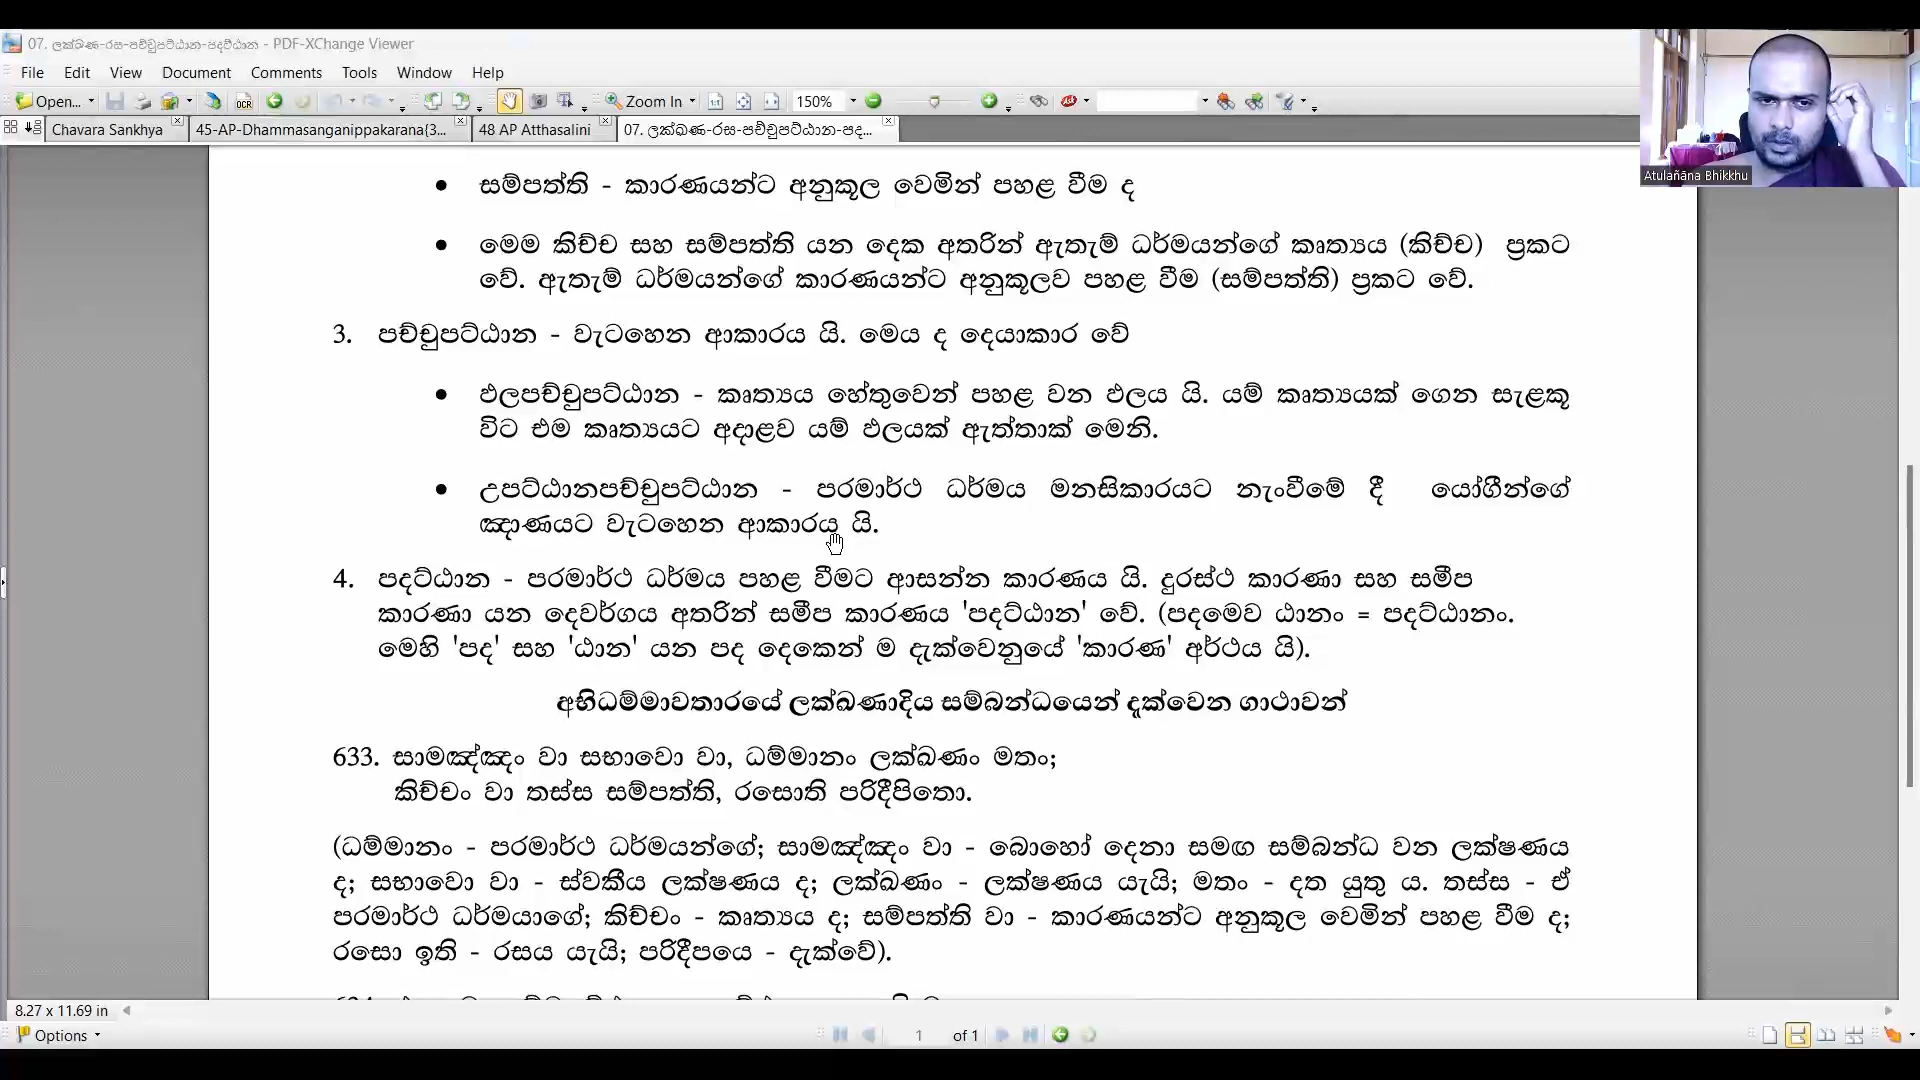 07. ලක්ඛණ-රස-පච්චුපට්ඨාන-පදට්ඨාන - PDF-XChange Viewer
File Edit View Document Comments Tools Window Help
Open... OCR Zoom In 150%
Chavara Sankhya 45-AP-Dhammasanganippakarana{3... 48 AP Atthasalini 07. ලක්ඛණ-රස-පච්චුපට්ඨාන-පද...
Atulañāna Bhikkhu
• සම්පත්ති - කාරණයන්ට අනුකූල වෙමින් පහළ වීම ද
• මෙම කිච්ච සහ සම්පත්ති යන දෙක අතරින් ඇතැම් ධර්මයන්ගේ කෘත්‍යය (කිච්ච) ප්‍රකට
වේ. ඇතැම් ධර්මයන්ගේ කාරණයන්ට අනුකූලව පහළ වීම (සම්පත්ති) ප්‍රකට වේ.
3. පච්චුපට්ඨාන - වැටහෙන ආකාරය යි. මෙය ද දෙයාකාර වේ
• ඵලපච්චුපට්ඨාන - කෘත්‍යය හේතුවෙන් පහළ වන ඵලය යි. යම් කෘත්‍යයක් ගෙන සැළකූ
විට එම කෘත්‍යයට අදාළව යම් ඵලයක් ඇත්තාක් මෙනි.
• උපට්ඨානපච්චුපට්ඨාන - පරමාර්ථ ධර්මය මනසිකාරයට නැංවීමේ දී යෝගීන්ගේ
ඤාණයට වැටහෙන ආකාරය යි.
4. පදට්ඨාන - පරමාර්ථ ධර්මය පහළ වීමට ආසන්න කාරණය යි. දුරස්ථ කාරණා සහ සමීප
කාරණා යන දෙවර්ගය අතරින් සමීප කාරණය 'පදට්ඨාන' වේ. (පදමෙව ඨානං = පදට්ඨානං.
මෙහි 'පද' සහ 'ඨාන' යන පද දෙකෙන් ම දැක්වෙනුයේ 'කාරණ' අර්ථය යි).
අභිධම්මාවතාරයේ ලක්ඛණාදිය සම්බන්ධයෙන් දැක්වෙන ගාථාවන්
633. සාමඤ්ඤං වා සභාවො වා, ධම්මානං ලක්ඛණං මතං;
කිච්චං වා තස්ස සම්පත්ති, රසොති පරිදීපිතො.
(ධම්මානං - පරමාර්ථ ධර්මයන්ගේ; සාමඤ්ඤං වා - බොහෝ දෙනා සමඟ සම්බන්ධ වන ලක්ෂණය
ද; සභාවො වා - ස්වකීය ලක්ෂණය ද; ලක්ඛණං - ලක්ෂණය යැයි; මතං - දත යුතු ය. තස්ස - ඒ
පරමාර්ථ ධර්මයාගේ; කිච්චං - කෘත්‍යය ද; සම්පත්ති වා - කාරණයන්ට අනුකූල වෙමින් පහළ වීම ද;
රසො ඉති - රසය යැයි; පරිදීපයෙ - දැක්වේ).
8.27 x 11.69 in
Options 1 of 1